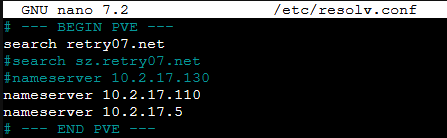 GNU nano 7.2 /etc/resolv.conf
# --- BEGIN PVE ---
search retry07.net
#search sz.retry07.net
#nameserver 10.2.17.130
nameserver 10.2.17.110
nameserver 10.2.17.5
# --- END PVE ---